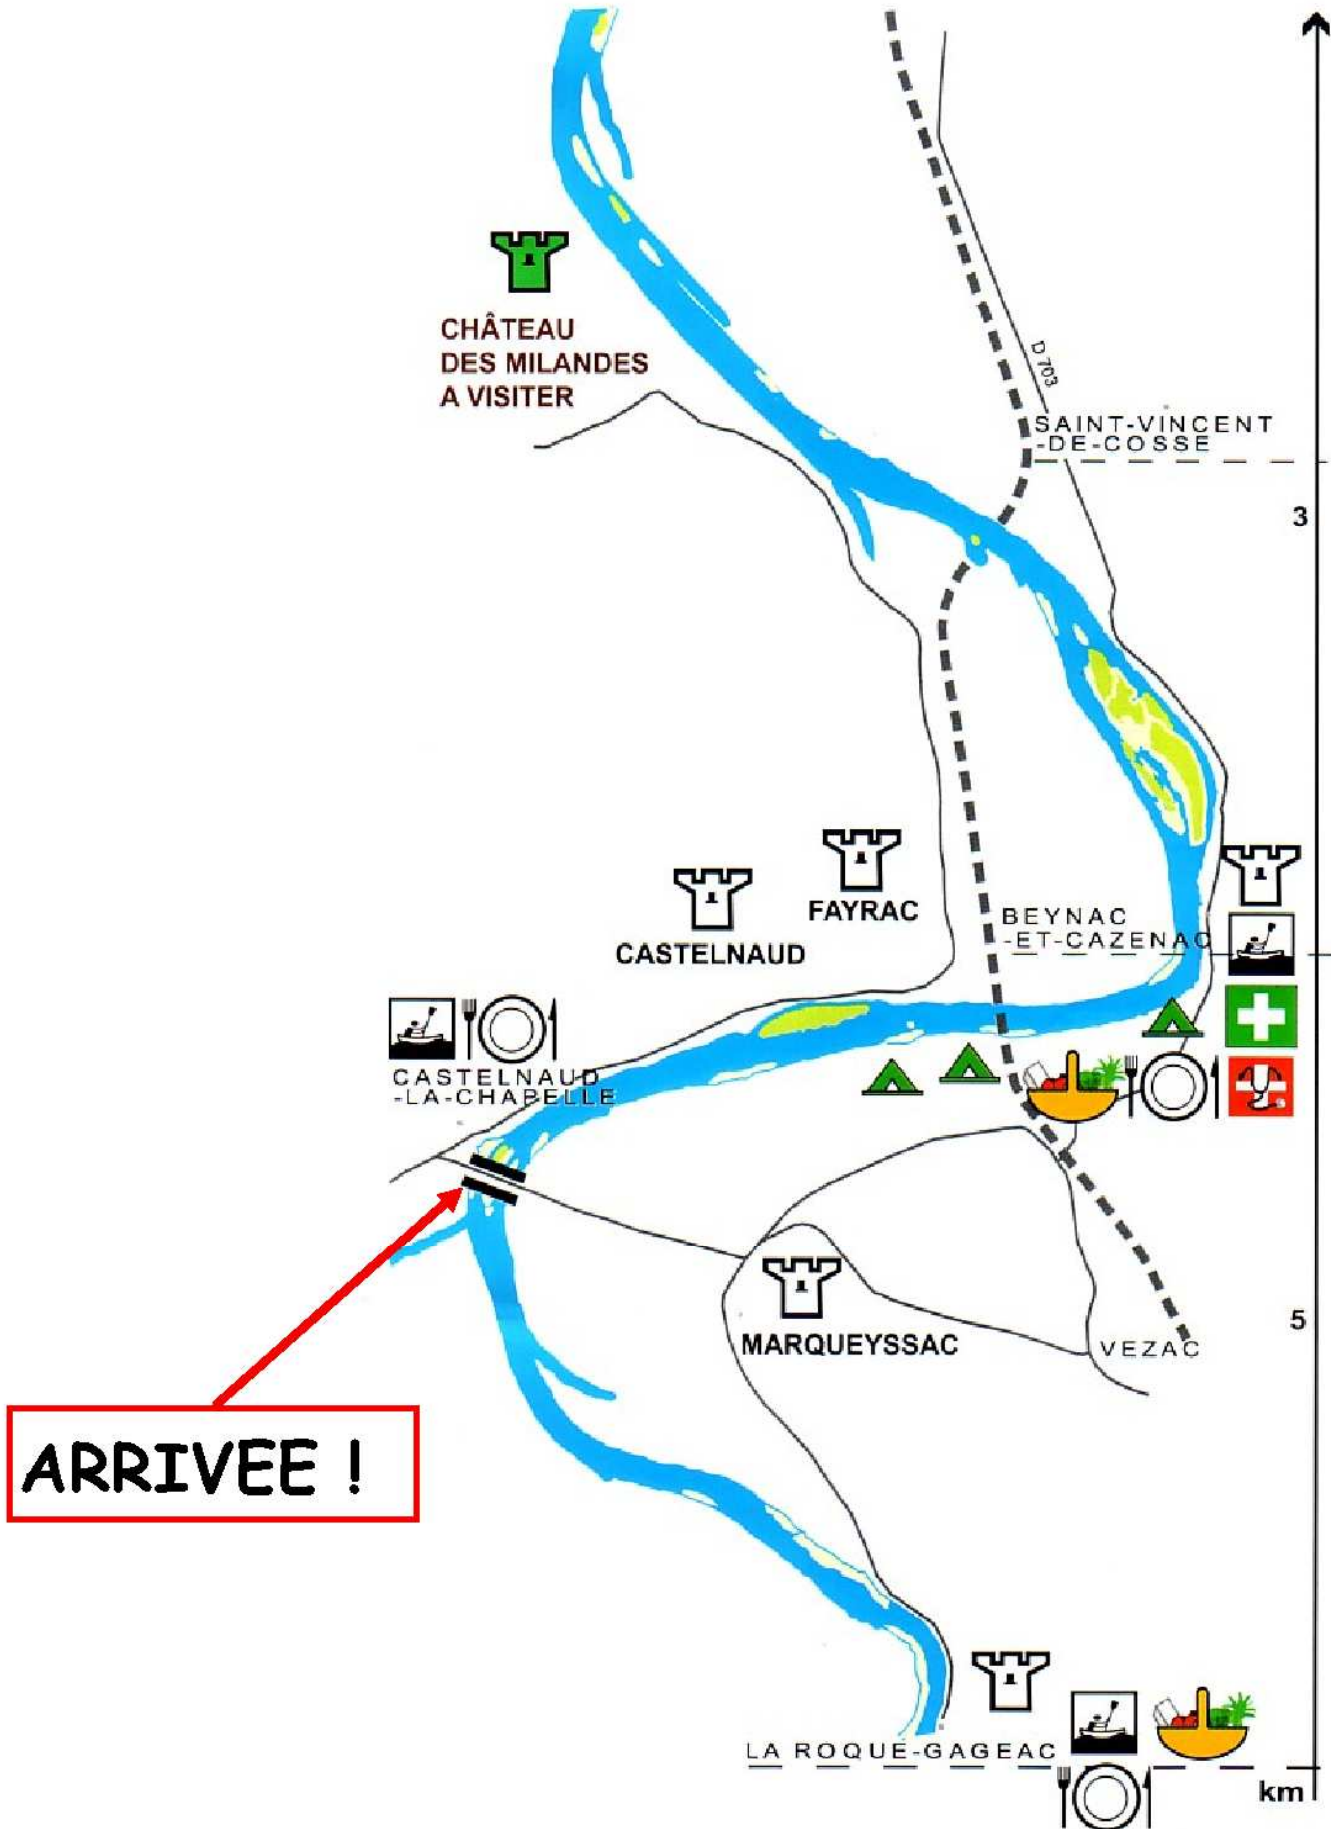 CHÂTEAU
DES MILANDES
A VISITER
D 703
SAINT-VINCENT
-DE-COSSE
3
FAYRAC
CASTELNAUD
BEYNAC
-ET-CAZENAC
CASTELNAUD
-LA-CHAPELLE
MARQUEYSSAC
VEZAC
5
ARRIVEE !
LA ROQUE-GAGEAC
km